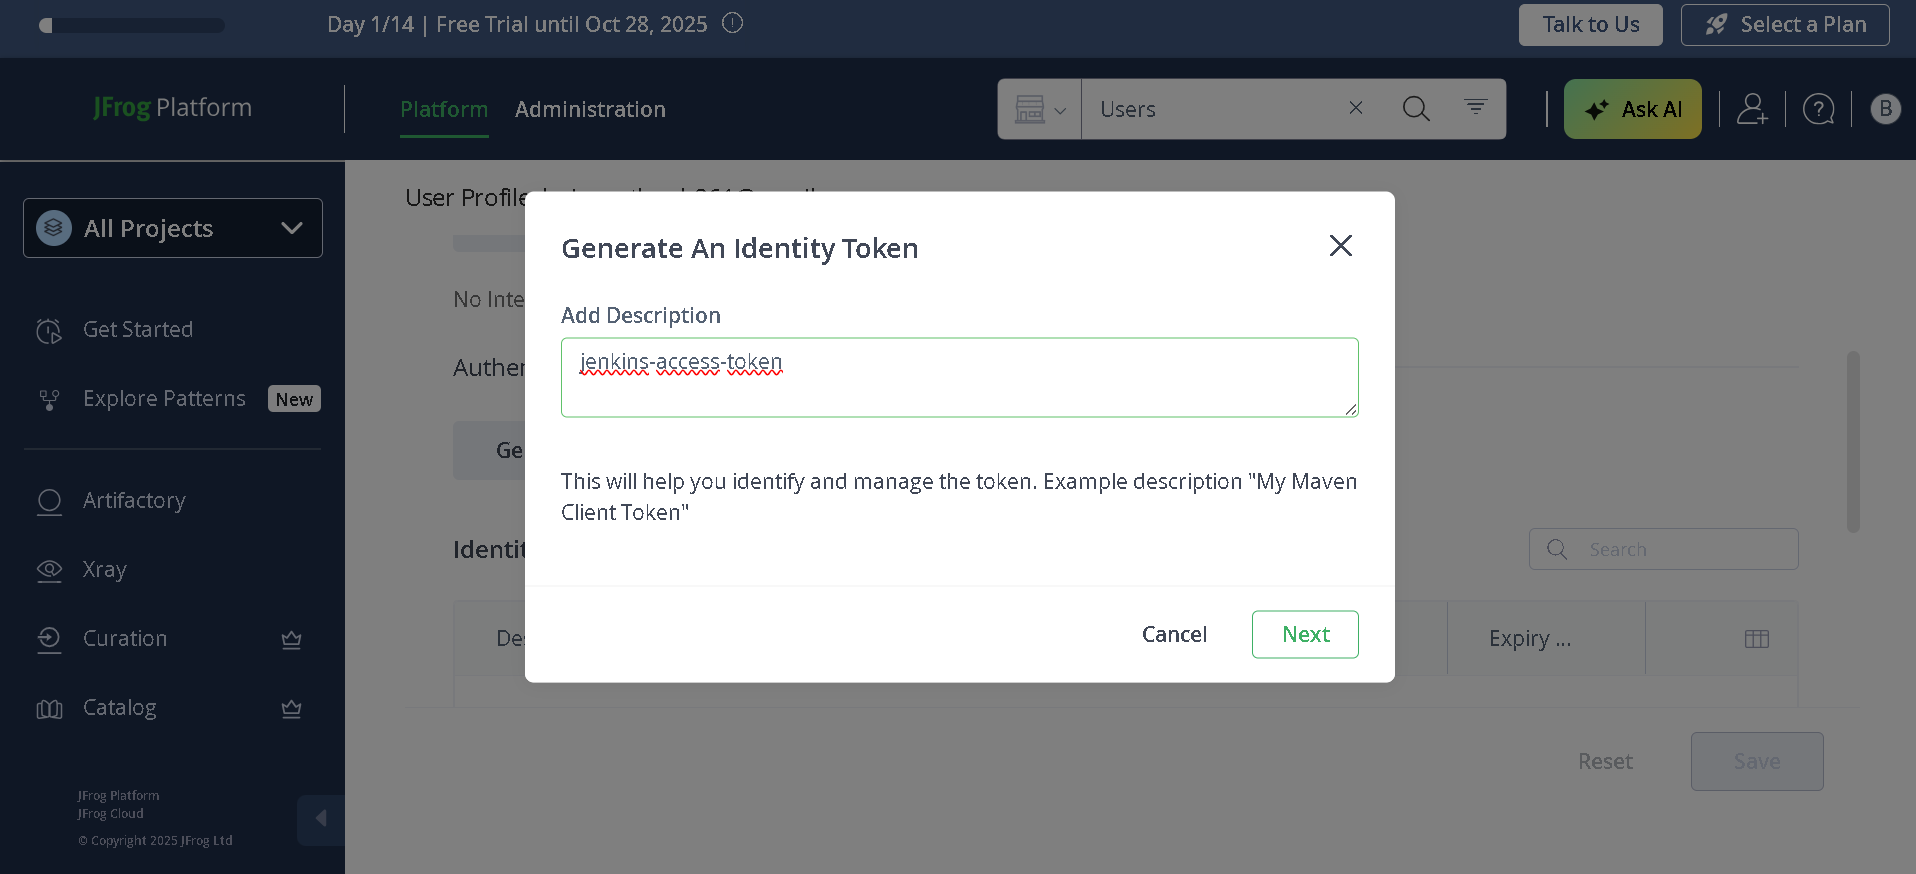 Day 1/14 | Free Trial until Oct 28, 2025
Talk to Us
Select a Plan
JFrog Platform
Platform
Administration
Users
Ask AI
B
All Projects
Get Started
Explore Patterns
New
Artifactory
Xray
Curation
Catalog
JFrog Platform
JFrog Cloud
© Copyright 2025 JFrog Ltd
User Profile
No Inte
Authen
Ge
Identit
Search
Des
Expiry ...
Reset
Save
Generate An Identity Token
Add Description
jenkins-access-token
This will help you identify and manage the token. Example description "My Maven
Client Token"
Cancel
Next